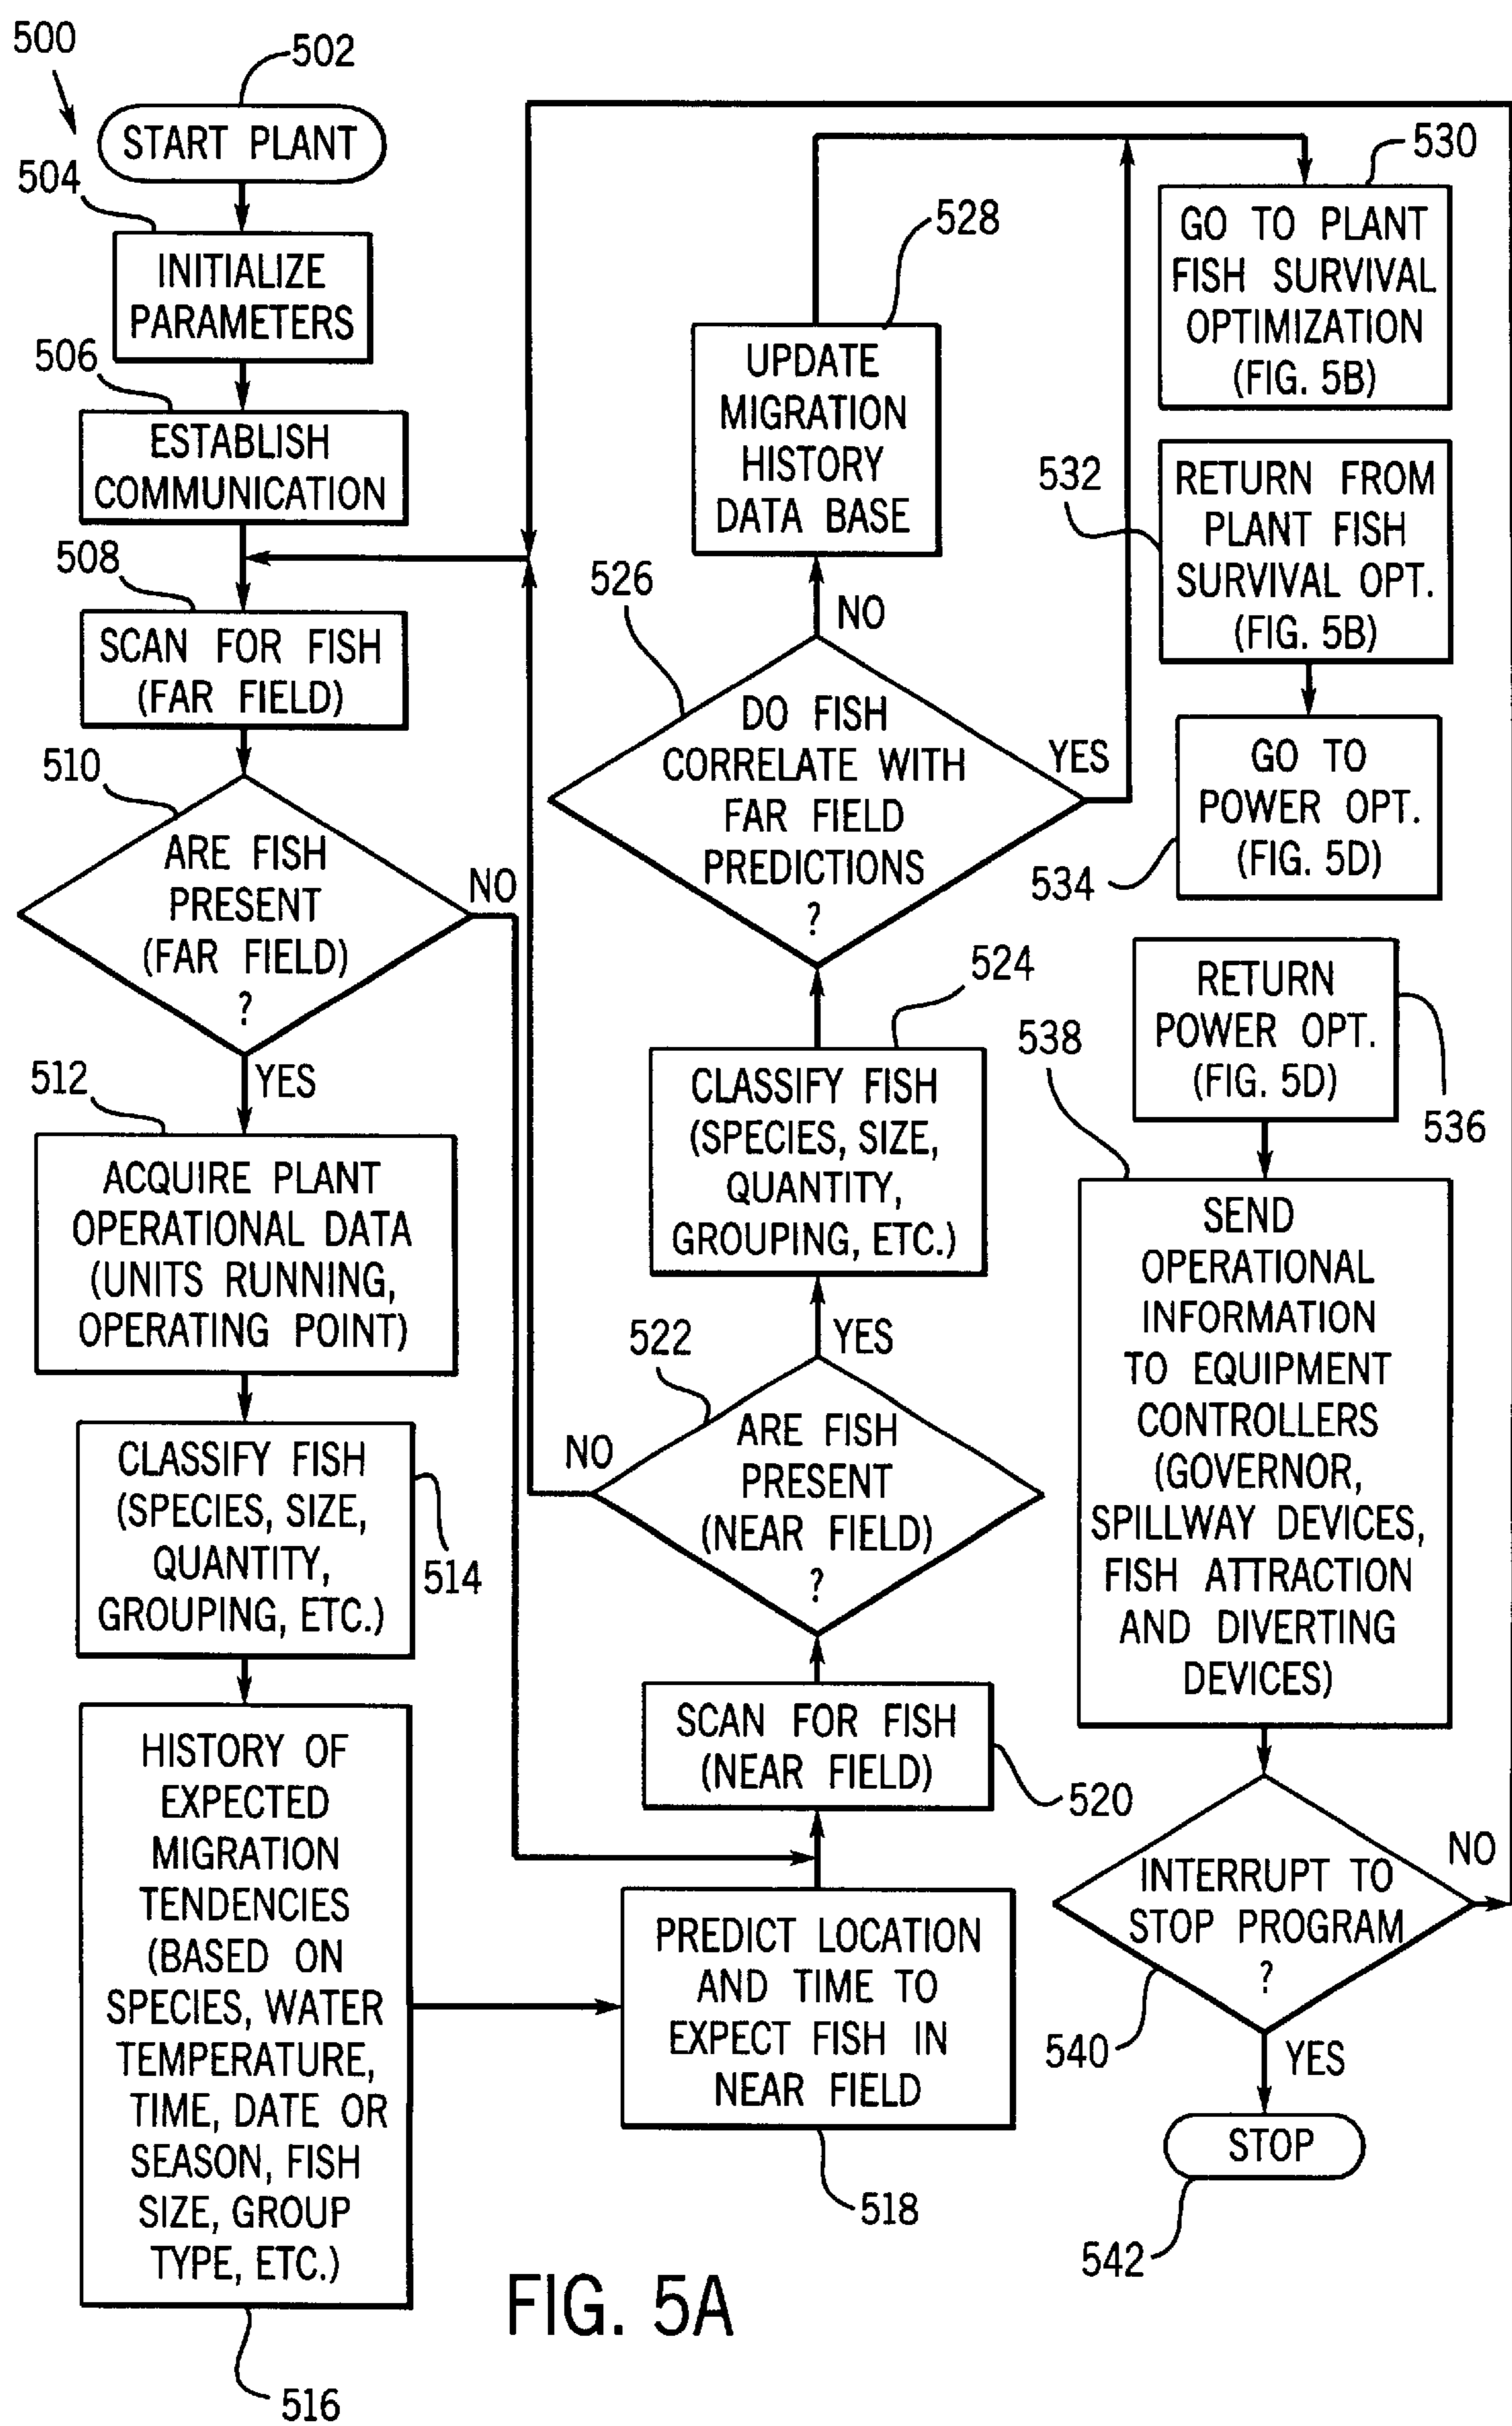 500
502
START PLANT
504
INITIALIZE
PARAMETERS
506
ESTABLISH
COMMUNICATION
508
SCAN FOR FISH
(FAR FIELD)
510
ARE FISH
PRESENT
(FAR FIELD)
?
NO
YES
512
ACQUIRE PLANT
OPERATIONAL DATA
(UNITS RUNNING,
OPERATING POINT)
CLASSIFY FISH
(SPECIES, SIZE,
QUANTITY,
GROUPING, ETC.)
514
HISTORY OF
EXPECTED
MIGRATION
TENDENCIES
(BASED ON
SPECIES, WATER
TEMPERATURE,
TIME, DATE OR
SEASON, FISH
SIZE, GROUP
TYPE, ETC.)
516
PREDICT LOCATION
AND TIME TO
EXPECT FISH IN
NEAR FIELD
518
SCAN FOR FISH
(NEAR FIELD)
520
522
ARE FISH
PRESENT
(NEAR FIELD)
?
NO
YES
524
CLASSIFY FISH
(SPECIES, SIZE,
QUANTITY,
GROUPING, ETC.)
526
DO FISH
CORRELATE WITH
FAR FIELD
PREDICTIONS
?
YES
NO
528
UPDATE
MIGRATION
HISTORY
DATA BASE
530
GO TO PLANT
FISH SURVIVAL
OPTIMIZATION
(FIG. 5B)
532
RETURN FROM
PLANT FISH
SURVIVAL OPT.
(FIG. 5B)
GO TO
POWER OPT.
(FIG. 5D)
534
RETURN
POWER OPT.
(FIG. 5D)
536
538
SEND
OPERATIONAL
INFORMATION
TO EQUIPMENT
CONTROLLERS
(GOVERNOR,
SPILLWAY DEVICES,
FISH ATTRACTION
AND DIVERTING
DEVICES)
INTERRUPT TO
STOP PROGRAM
?
NO
540
YES
STOP
542
FIG. 5A